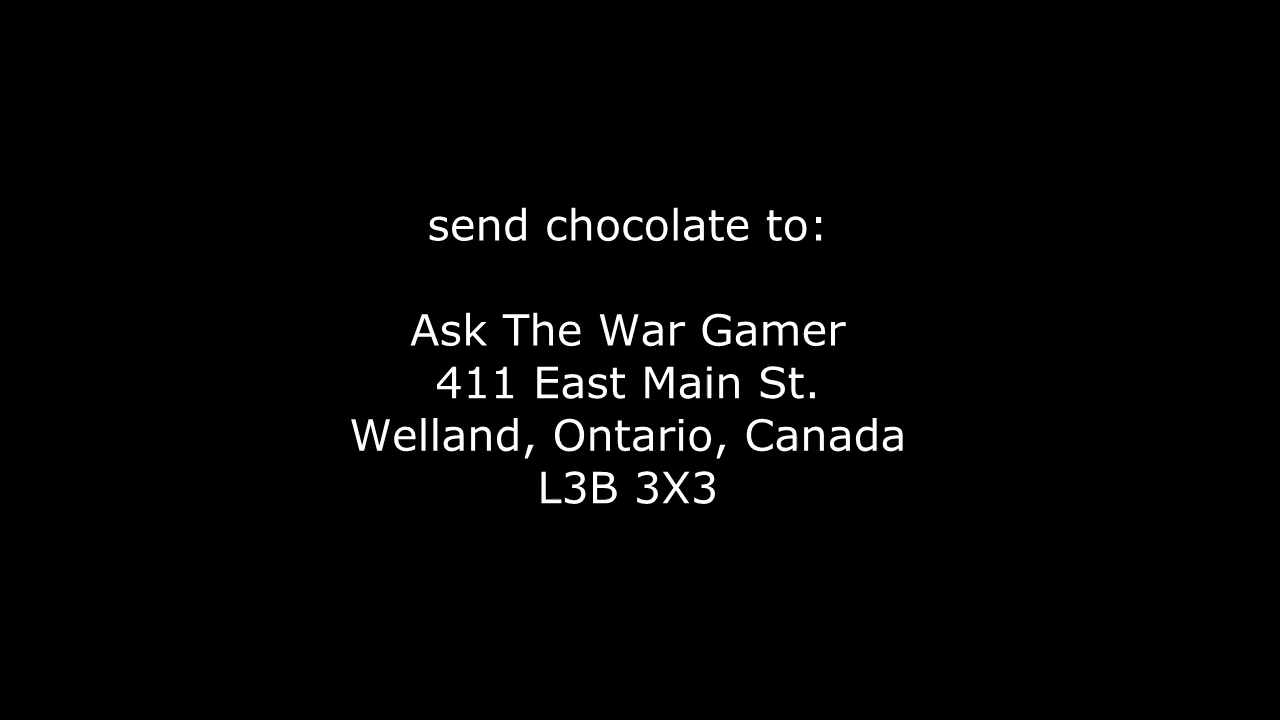 send chocolate to:
Ask The War Gamer
411 East Main St.
Welland, Ontario, Canada
L3B 3X3